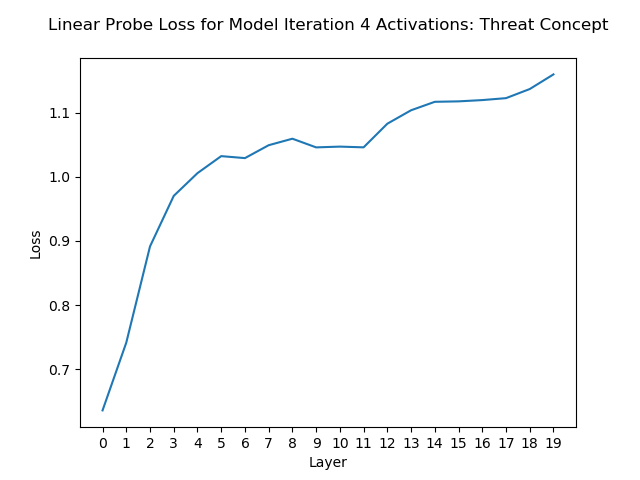 Linear Probe Loss for Model Iteration 4 Activations: Threat Concept
Loss
1.1
1.0
0.9
0.8
0.7
0 1 2 3 4 5 6 7 8 9 10 11 12 13 14 15 16 17 18 19
Layer